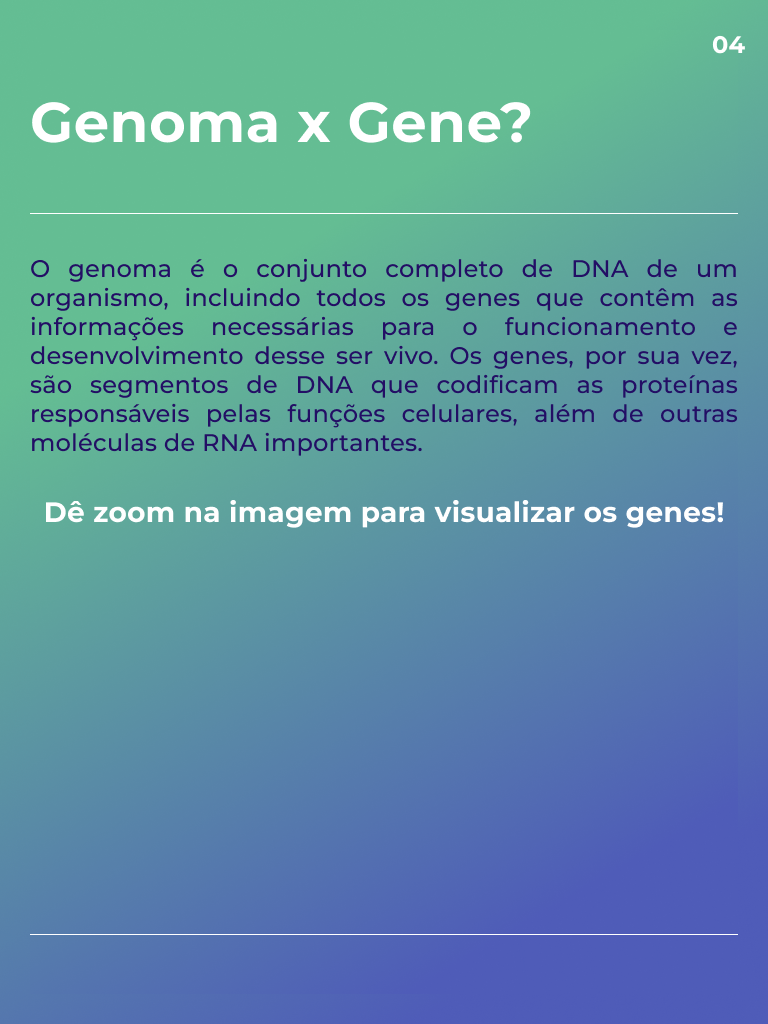 04
Genoma x Gene?
O genoma é o conjunto completo de DNA de um
organismo, incluindo todos os genes que contêm as
informações necessárias para o funcionamento e
desenvolvimento desse ser vivo. Os genes, por sua vez,
são segmentos de DNA que codificam as proteínas
responsáveis pelas funções celulares, além de outras
moléculas de RNA importantes.
Dê zoom na imagem para visualizar os genes!